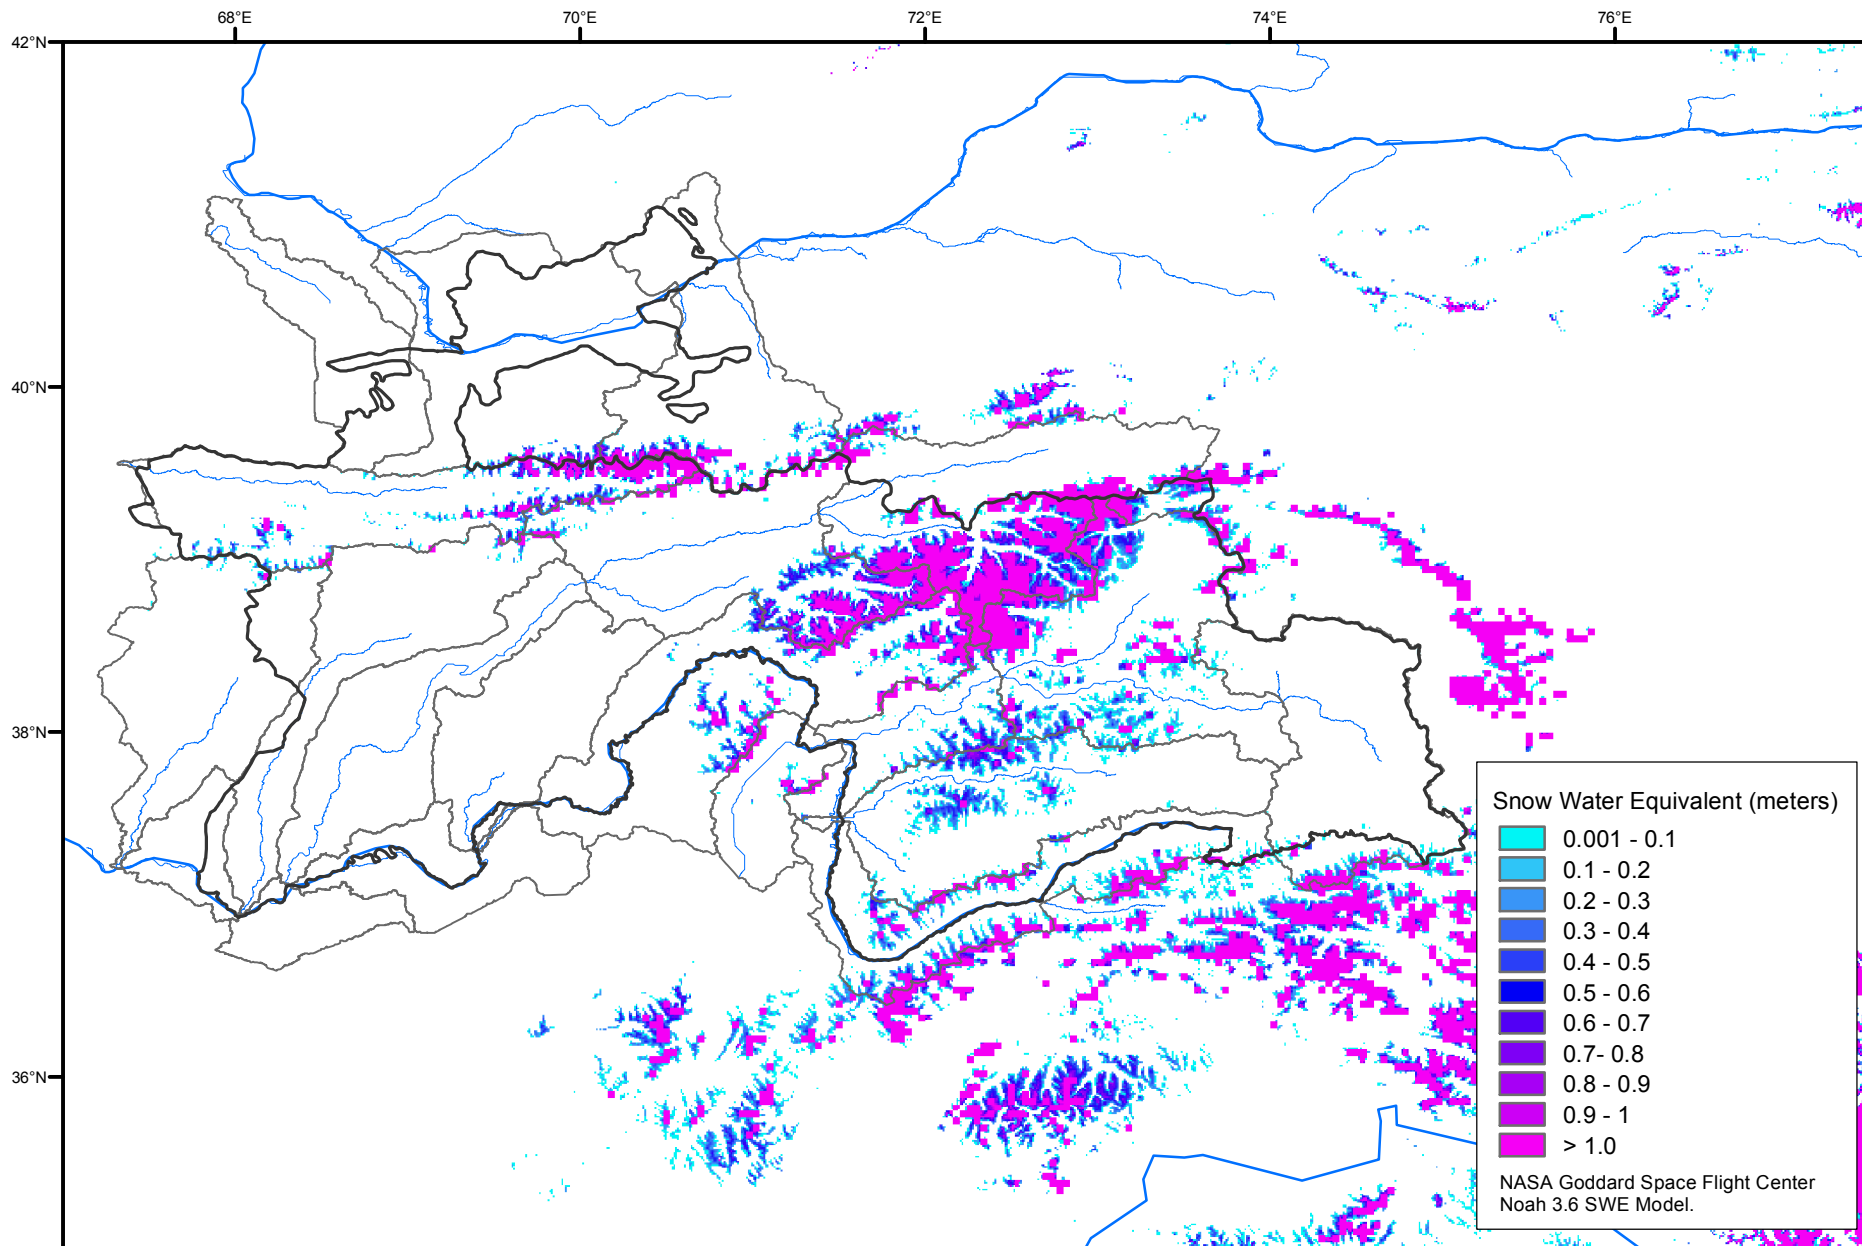 68°E 70°E 72°E 74°E 76°E
42°N
40°N
38°N
36°N
Snow Water Equivalent (meters)
0.001 - 0.1
0.1 - 0.2
0.2 - 0.3
0.3 - 0.4
0.4 - 0.5
0.5 - 0.6
0.6 - 0.7
0.7- 0.8
0.8 - 0.9
0.9 - 1
> 1.0
NASA Goddard Space Flight Center
Noah 3.6 SWE Model.